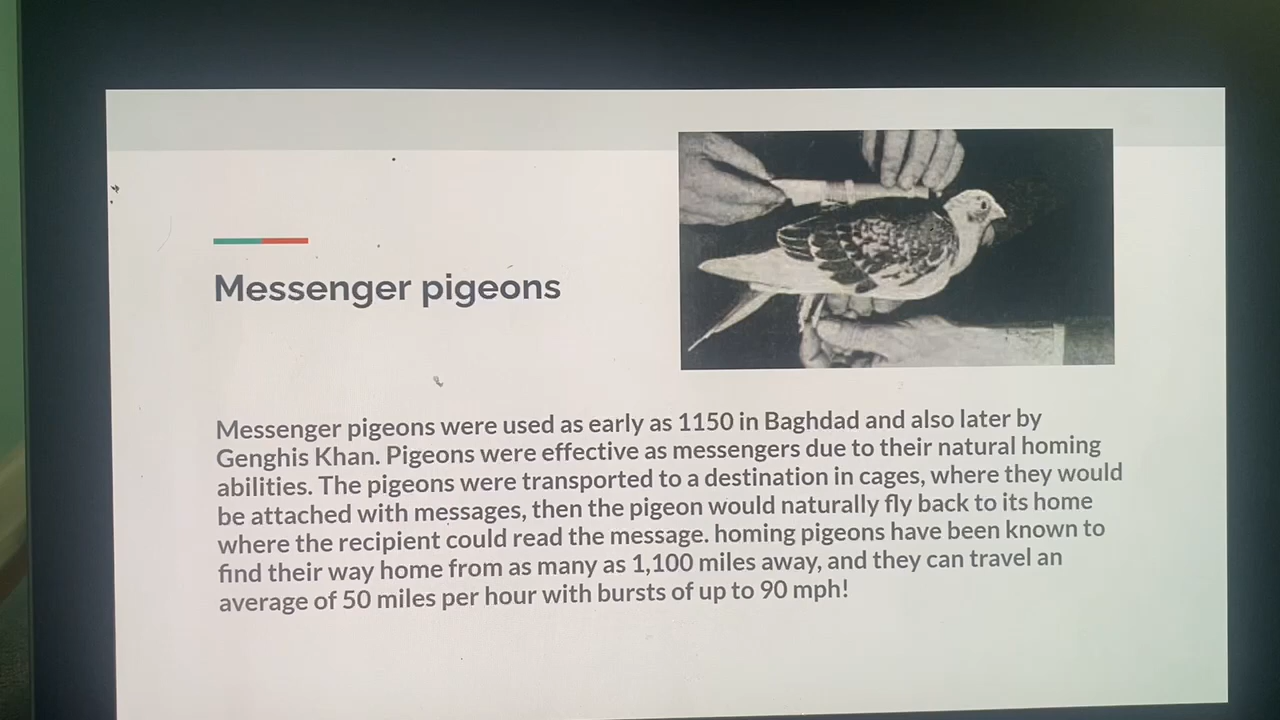 Messenger pigeons
Messenger pigeons were used as early as 1150 in Baghdad and also later by
Genghis Khan. Pigeons were effective as messengers due to their natural homing
abilities. The pigeons were transported to a destination in cages, where they would
be attached with messages, then the pigeon would naturally fly back to its home
where the recipient could read the message. homing pigeons have been known to
find their way home from as many as 1,100 miles away, and they can travel an
average of 50 miles per hour with bursts of up to 90 mph!